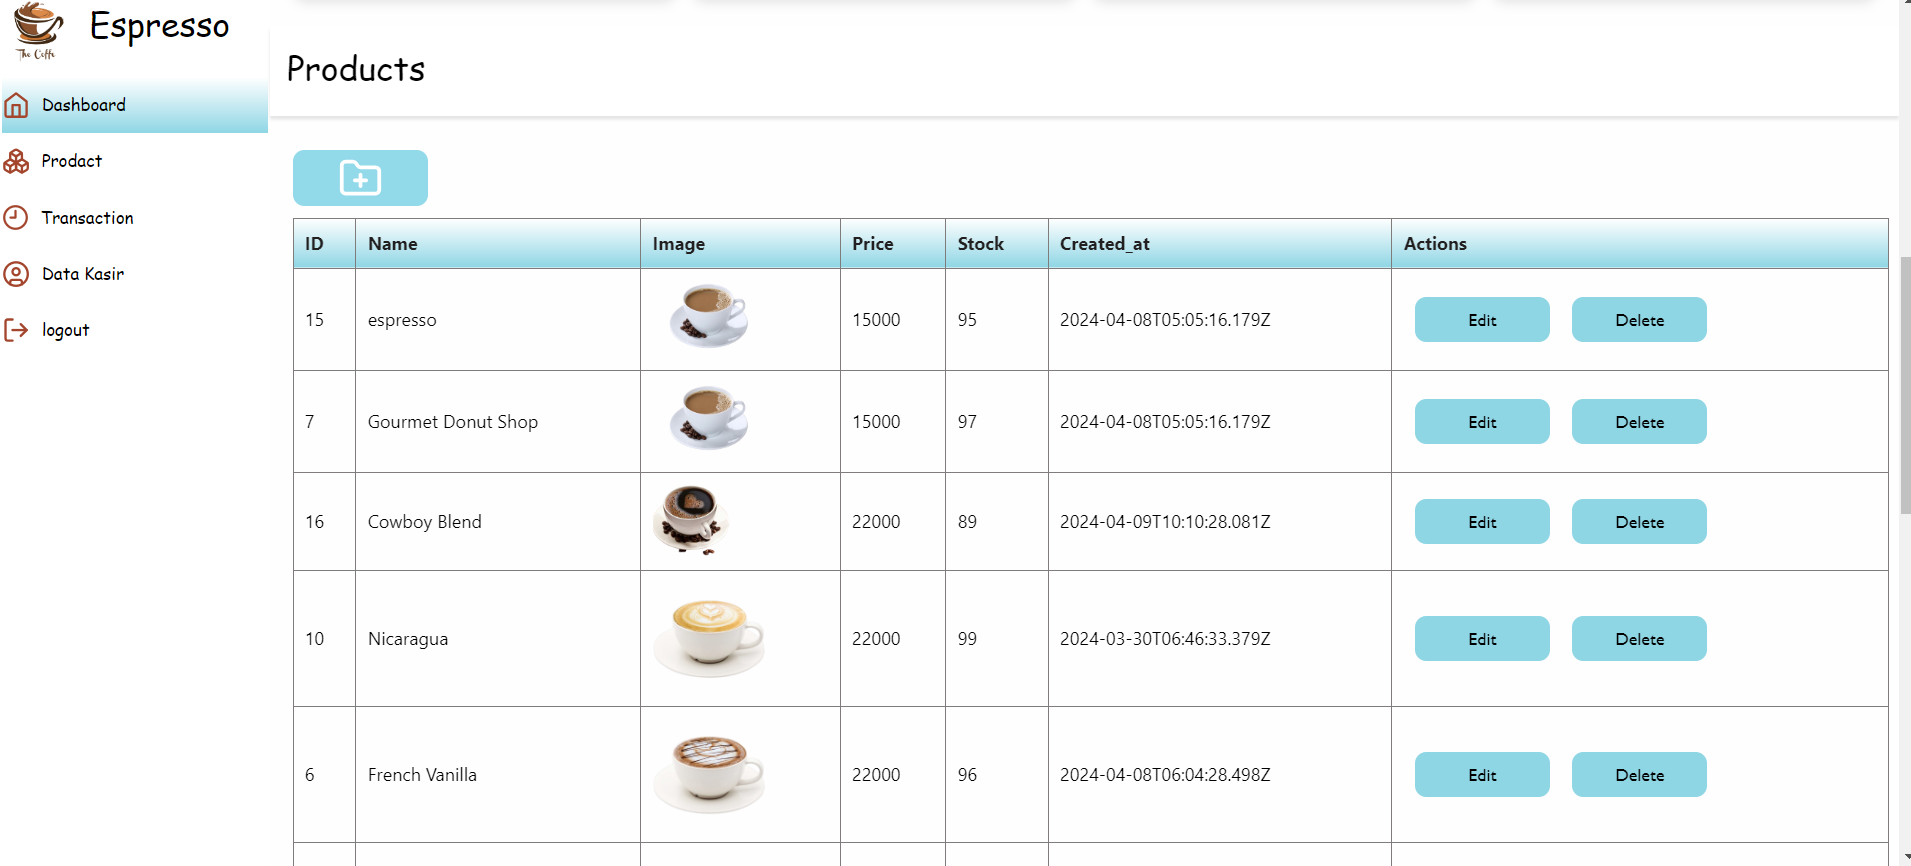 Espresso
The Coffe
Products
Dashboard
Prodact
Transaction
Data Kasir
logout
ID Name Image Price Stock Created_at Actions
15 espresso 15000 95 2024-04-08T05:05:16.179Z Edit Delete
7 Gourmet Donut Shop 15000 97 2024-04-08T05:05:16.179Z Edit Delete
16 Cowboy Blend 22000 89 2024-04-09T10:10:28.081Z Edit Delete
10 Nicaragua 22000 99 2024-03-30T06:46:33.379Z Edit Delete
6 French Vanilla 22000 96 2024-04-08T06:04:28.498Z Edit Delete